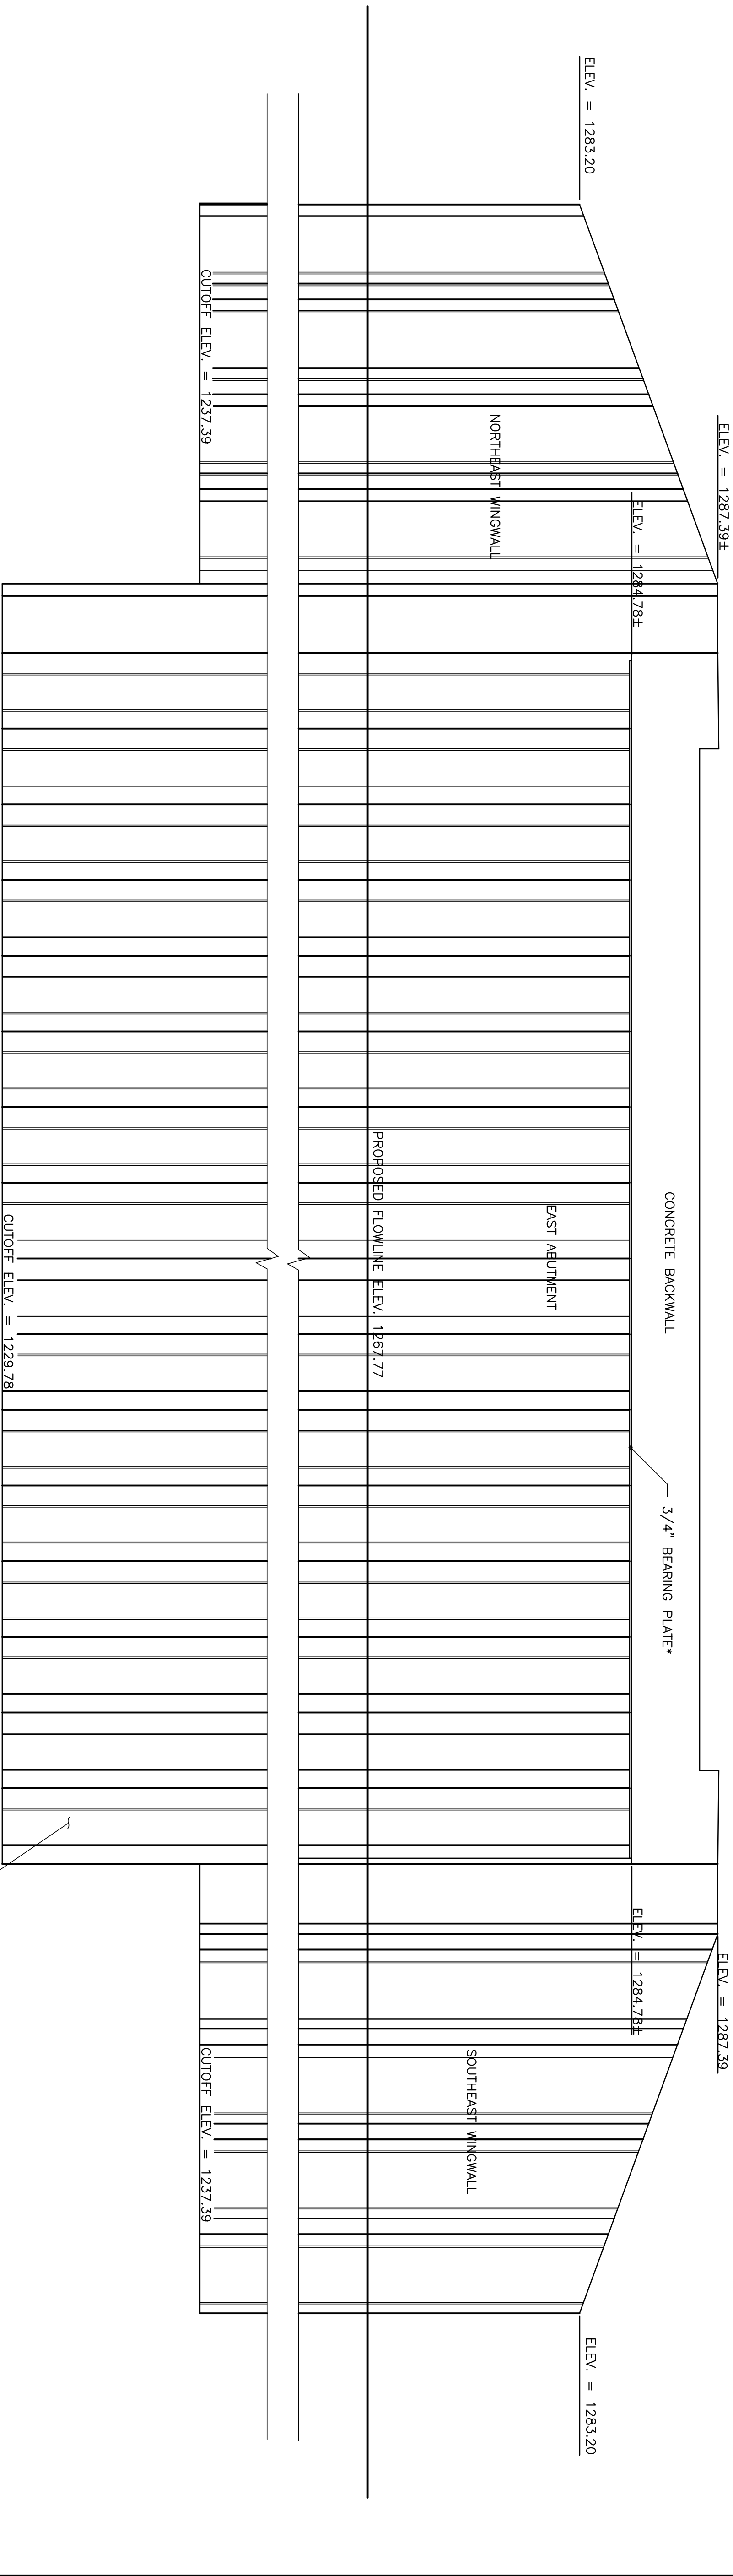 ELEV. = 1283.20
ELEV. = 1287.39±
CUTOFF ELEV. = 1237.39
NORTHEAST WINGWALL
ELEV. = 1284.78±
CONCRETE BACKWALL
EAST ABUTMENT
PROPOSED FLOWLINE ELEV. 1267.77
CUTOFF ELEV. = 1229.78
3/4" BEARING PLATE*
ELEV. = 1284.78±
ELEV. = 1287.39
SOUTHEAST WINGWALL
CUTOFF ELEV. = 1237.39
ELEV. = 1283.20